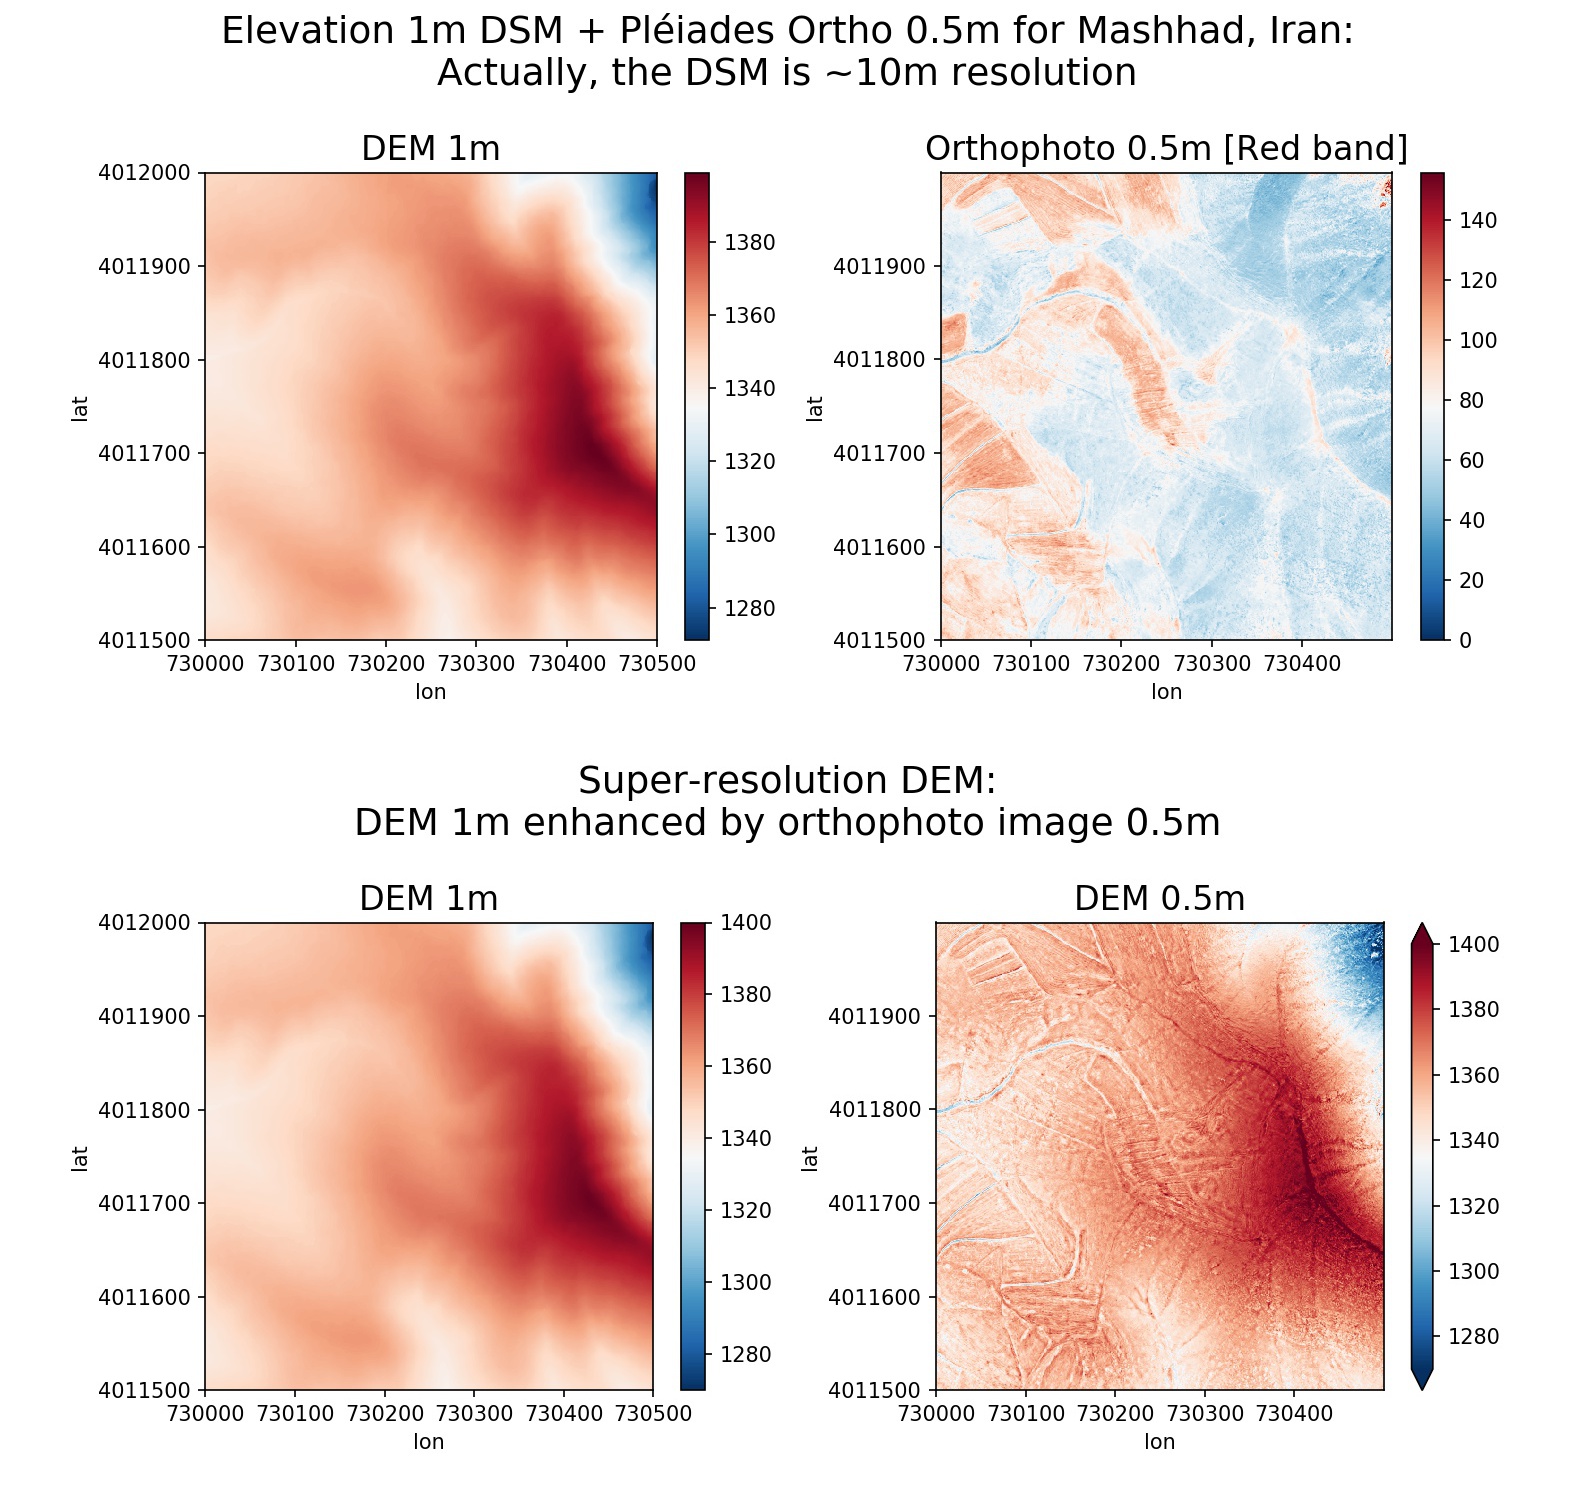 Elevation 1m DSM + Pléiades Ortho 0.5m for Mashhad, Iran:
Actually, the DSM is ~10m resolution
DEM 1m
4012000
4011900
4011800
4011700
4011600
4011500
lat
730000 730100 730200 730300 730400 730500
lon
1380
1360
1340
1320
1300
1280
Orthophoto 0.5m [Red band]
4011900
4011800
4011700
4011600
4011500
lat
730000 730100 730200 730300 730400
lon
140
120
100
80
60
40
20
0
Super-resolution DEM:
DEM 1m enhanced by orthophoto image 0.5m
DEM 1m
4012000
4011900
4011800
4011700
4011600
4011500
lat
730000 730100 730200 730300 730400 730500
lon
1400
1380
1360
1340
1320
1300
1280
DEM 0.5m
4011900
4011800
4011700
4011600
4011500
lat
730000 730100 730200 730300 730400
lon
1400
1380
1360
1340
1320
1300
1280